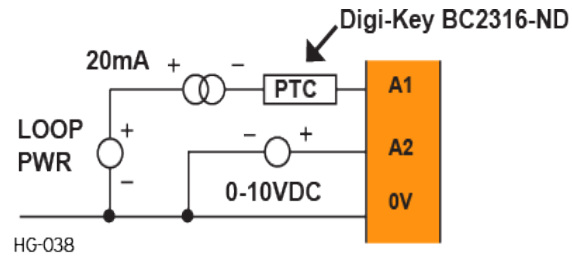 Digi-Key BC2316-ND
20mA + −
PTC
A1
LOOP
PWR
+
−
− +
A2
0-10VDC
0V
HG-038